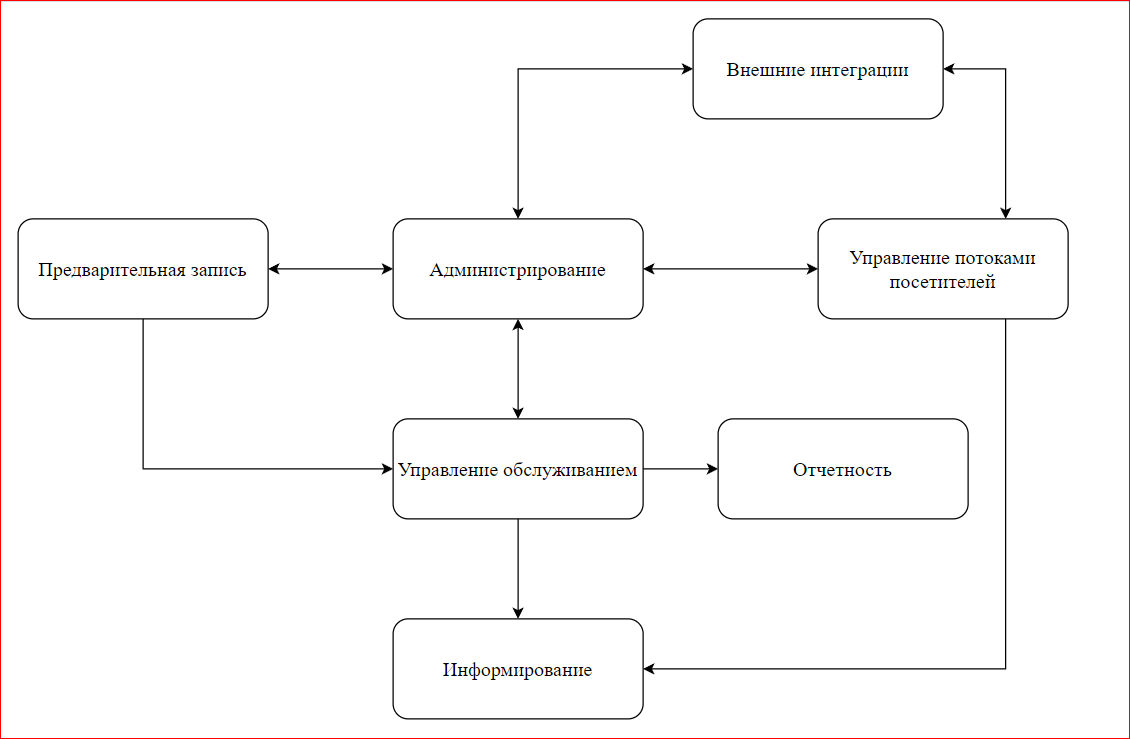 Внешние интеграции
Предварительная запись
Администрирование
Управление потоками
посетителей
Управление обслуживанием
Отчетность
Информирование